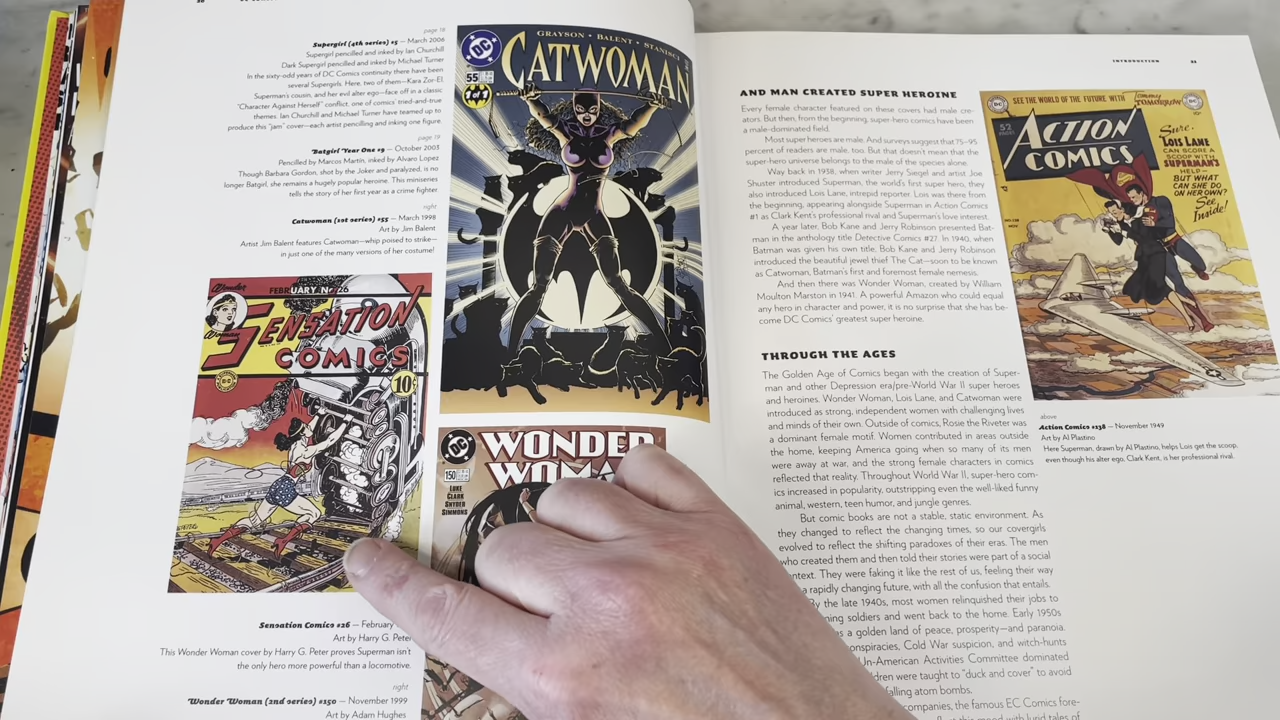 page 18
Supergirl (4th series) #5 — March 2006
Supergirl pencilled and inked by Ian Churchill
Dark Supergirl pencilled and inked by Michael Turner
In the sixty-odd years of DC Comics continuity there have been
several Supergirls. Here, two of them—Kara Zor-El,
Superman's cousin, and her evil alter ego—face off in a classic
"Character Against Herself" conflict, one of comics' tried-and-true
themes. Ian Churchill and Michael Turner have teamed up to
produce this "jam" cover—each artist pencilling and inking one figure.
page 19
Batgirl Year One #9 — October 2003
Pencilled by Marcos Martin, inked by Alvaro Lopez
Though Barbara Gordon, shot by the Joker and paralyzed, is no
longer Batgirl, she remains a hugely popular heroine. This miniseries
tells the story of her first year as a crime fighter
right
Catwoman (1st series) #55 — March 1998
Art by Jim Balent
Artist Jim Balent features Catwoman—whip poised to strike—
in just one of the many versions of her costume!
Wonder
FEBRUARY No 26
SENSATION
COMICS
10¢
Sensation Comics #26 — February
Art by Harry G. Peter
This Wonder Woman cover by Harry G. Peter proves Superman isn't
the only hero more powerful than a locomotive.
right
Wonder Woman (2nd series) #150 — November 1999
Art by Adam Hughes
DC
GRAYSON • BALENT • STANISCI
CATWOMAN
55
1 of 1
DC
WONDER
WOMA
150
LUKE
CLARK
SNYDER
SIMMONS
INTRODUCTION
AND MAN CREATED SUPER HEROINE
Every female character featured on these covers had male cre-
ators. But then, from the beginning, super-hero comics have been
a male-dominated field.
Most super heroes are male. And surveys suggest that 75–95
percent of readers are male, too. But that doesn't mean that the
super-hero universe belongs to the male of the species alone.
Way back in 1938, when writer Jerry Siegel and artist Joe
Shuster introduced Superman, the world's first super hero, they
also introduced Lois Lane, intrepid reporter. Lois was there from
the beginning, appearing alongside Superman in Action Comics
#1 as Clark Kent's professional rival and Superman's love interest.
A year later, Bob Kane and Jerry Robinson presented Bat-
man in the anthology title Detective Comics #27. In 1940, when
Batman was given his own title, Bob Kane and Jerry Robinson
introduced the beautiful jewel thief The Cat—soon to be known
as Catwoman, Batman's first and foremost female nemesis.
And then there was Wonder Woman, created by William
Moulton Marston in 1941. A powerful Amazon who could equal
any hero in character and power, it is no surprise that she has be-
come DC Comics' greatest super heroine.
THROUGH THE AGES
The Golden Age of Comics began with the creation of Super-
man and other Depression era/pre-World War II super heroes
and heroines. Wonder Woman, Lois Lane, and Catwoman were
introduced as strong, independent women with challenging lives
and minds of their own. Outside of comics, Rosie the Riveter was
a dominant female motif. Women contributed in areas outside
the home, keeping America going when so many of its men
were away at war, and the strong female characters in comics
reflected that reality. Throughout World War II, super-hero com-
ics increased in popularity, outstripping even the well-liked funny
animal, western, teen humor, and jungle genres.
But comic books are not a stable, static environment. As
they changed to reflect the changing times, so our covergirls
evolved to reflect the shifting paradoxes of their eras. The men
who created them and then told their stories were part of a social
ntext. They were faking it like the rest of us, feeling their way
a rapidly changing future, with all the confusion that entails.
By the late 1940s, most women relinquished their jobs to
ning soldiers and went back to the home. Early 1950s
s a golden land of peace, prosperity—and paranoia.
onspiracies, Cold War suspicion, and witch-hunts
Un-American Activities Committee dominated
ldren were taught to "duck and cover" to avoid
falling atom bombs.
companies, the famous EC Comics fore-
this mood with lurid tales of
SEE THE WORLD OF THE FUTURE WITH TOMMY TOMORROW
52
PAGES
ACTION
COMICS
Sure,
LOIS LANE
CAN SCORE A
SCOOP WITH
SUPERMAN'S
HELP—
BUT WHAT
CAN SHE DO
ON HER OWN?
See
Inside!
above
Action Comics #138 — November 1949
Art by Al Plastino
Here Superman, drawn by Al Plastino, helps Lois get the scoop,
even though his alter ego, Clark Kent, is her professional rival.